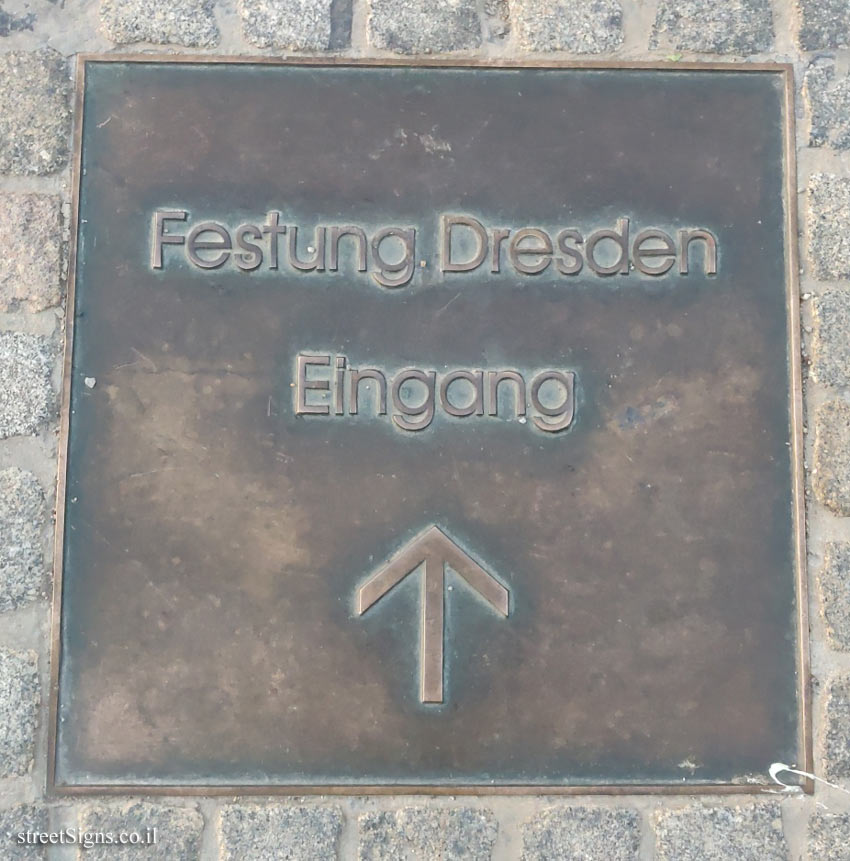 Festung Dresden
Eingang
streetSigns.co.il